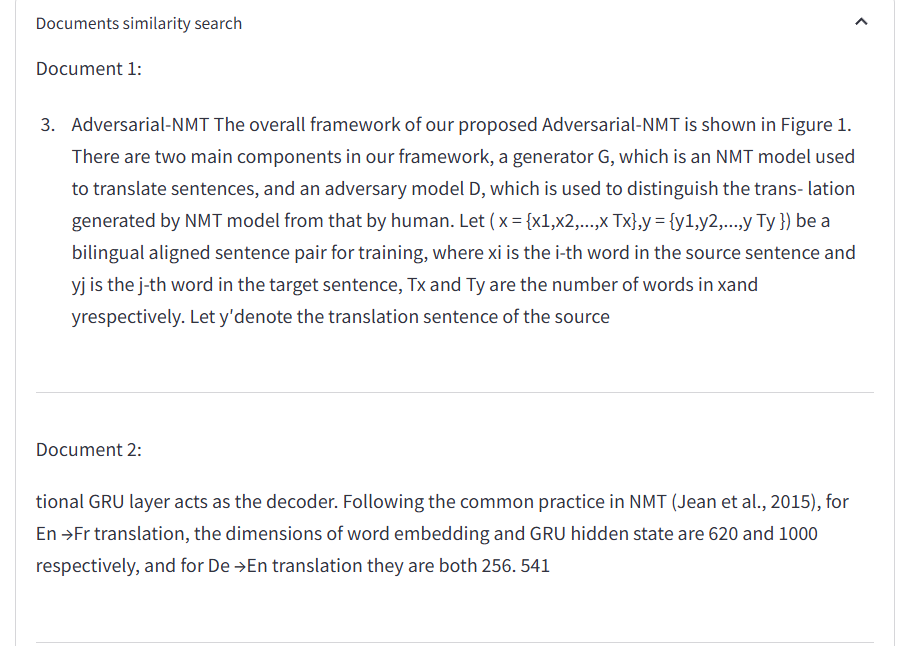 Documents similarity search
Document 1:
3. Adversarial-NMT The overall framework of our proposed Adversarial-NMT is shown in Figure 1.
There are two main components in our framework, a generator G, which is an NMT model used
to translate sentences, and an adversary model D, which is used to distinguish the trans- lation
generated by NMT model from that by human. Let ( x = {x1,x2,...,x Tx},y = {y1,y2,...,y Ty }) be a
bilingual aligned sentence pair for training, where xi is the i-th word in the source sentence and
yj is the j-th word in the target sentence, Tx and Ty are the number of words in xand
yrespectively. Let y'denote the translation sentence of the source
Document 2:
tional GRU layer acts as the decoder. Following the common practice in NMT (Jean et al., 2015), for
En →Fr translation, the dimensions of word embedding and GRU hidden state are 620 and 1000
respectively, and for De →En translation they are both 256. 541